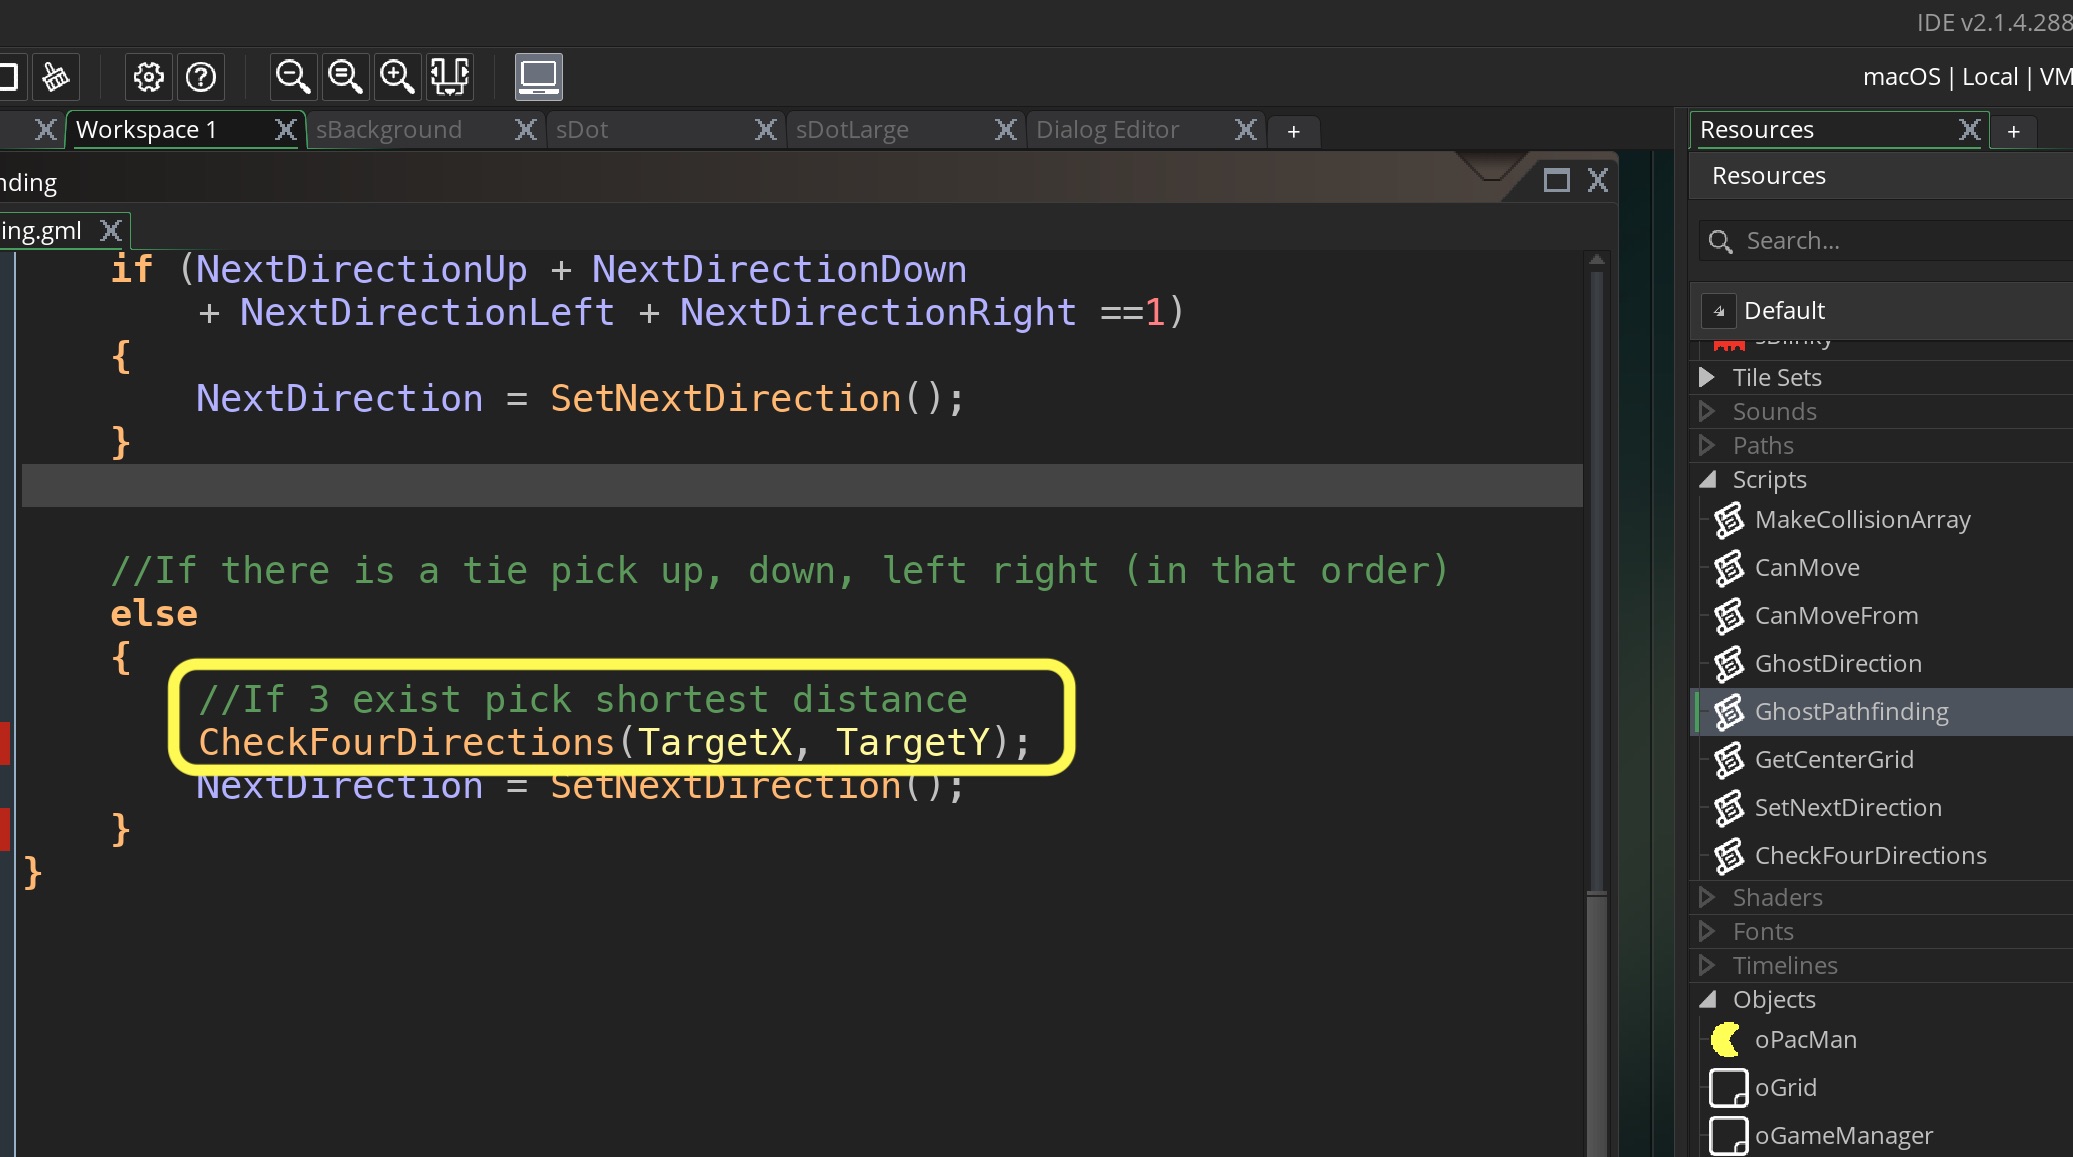 IDE v2.1.4.288
macOS | Local | VM
Workspace 1
sBackground
sDot
sDotLarge
Dialog Editor
+
Resources
+
nding
Resources
ing.gml
Search...
Default
if (NextDirectionUp + NextDirectionDown
+ NextDirectionLeft + NextDirectionRight ==1)
{
NextDirection = SetNextDirection();
}
//If there is a tie pick up, down, left right (in that order)
else
{
//If 3 exist pick shortest distance
CheckFourDirections(TargetX, TargetY);
NextDirection = SetNextDirection();
}
}
sBlinky
Tile Sets
Sounds
Paths
Scripts
MakeCollisionArray
CanMove
CanMoveFrom
GhostDirection
GhostPathfinding
GetCenterGrid
SetNextDirection
CheckFourDirections
Shaders
Fonts
Timelines
Objects
oPacMan
oGrid
oGameManager